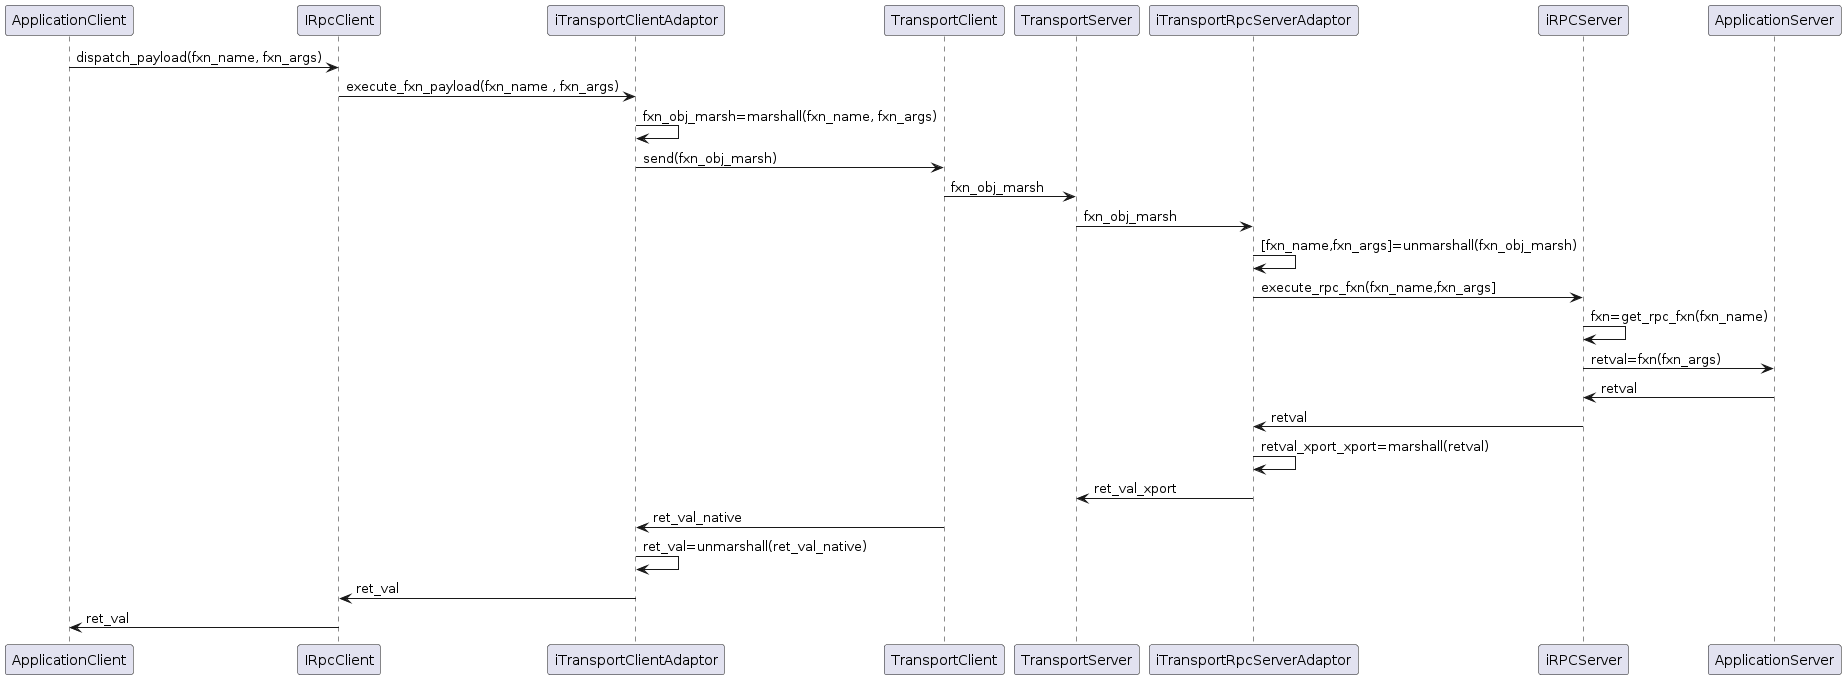 ApplicationClient IRpcClient iTransportClientAdaptor TransportClient TransportServer iTransportRpcServerAdaptor iRPCServer ApplicationServer
dispatch_payload(fxn_name, fxn_args)
execute_fxn_payload(fxn_name , fxn_args)
fxn_obj_marsh=marshall(fxn_name, fxn_args)
send(fxn_obj_marsh)
fxn_obj_marsh
fxn_obj_marsh
[fxn_name,fxn_args]=unmarshall(fxn_obj_marsh)
execute_rpc_fxn(fxn_name,fxn_args]
fxn=get_rpc_fxn(fxn_name)
retval=fxn(fxn_args)
retval
retval
retval_xport_xport=marshall(retval)
ret_val_xport
ret_val_native
ret_val=unmarshall(ret_val_native)
ret_val
ret_val
ApplicationClient IRpcClient iTransportClientAdaptor TransportClient TransportServer iTransportRpcServerAdaptor iRPCServer ApplicationServer